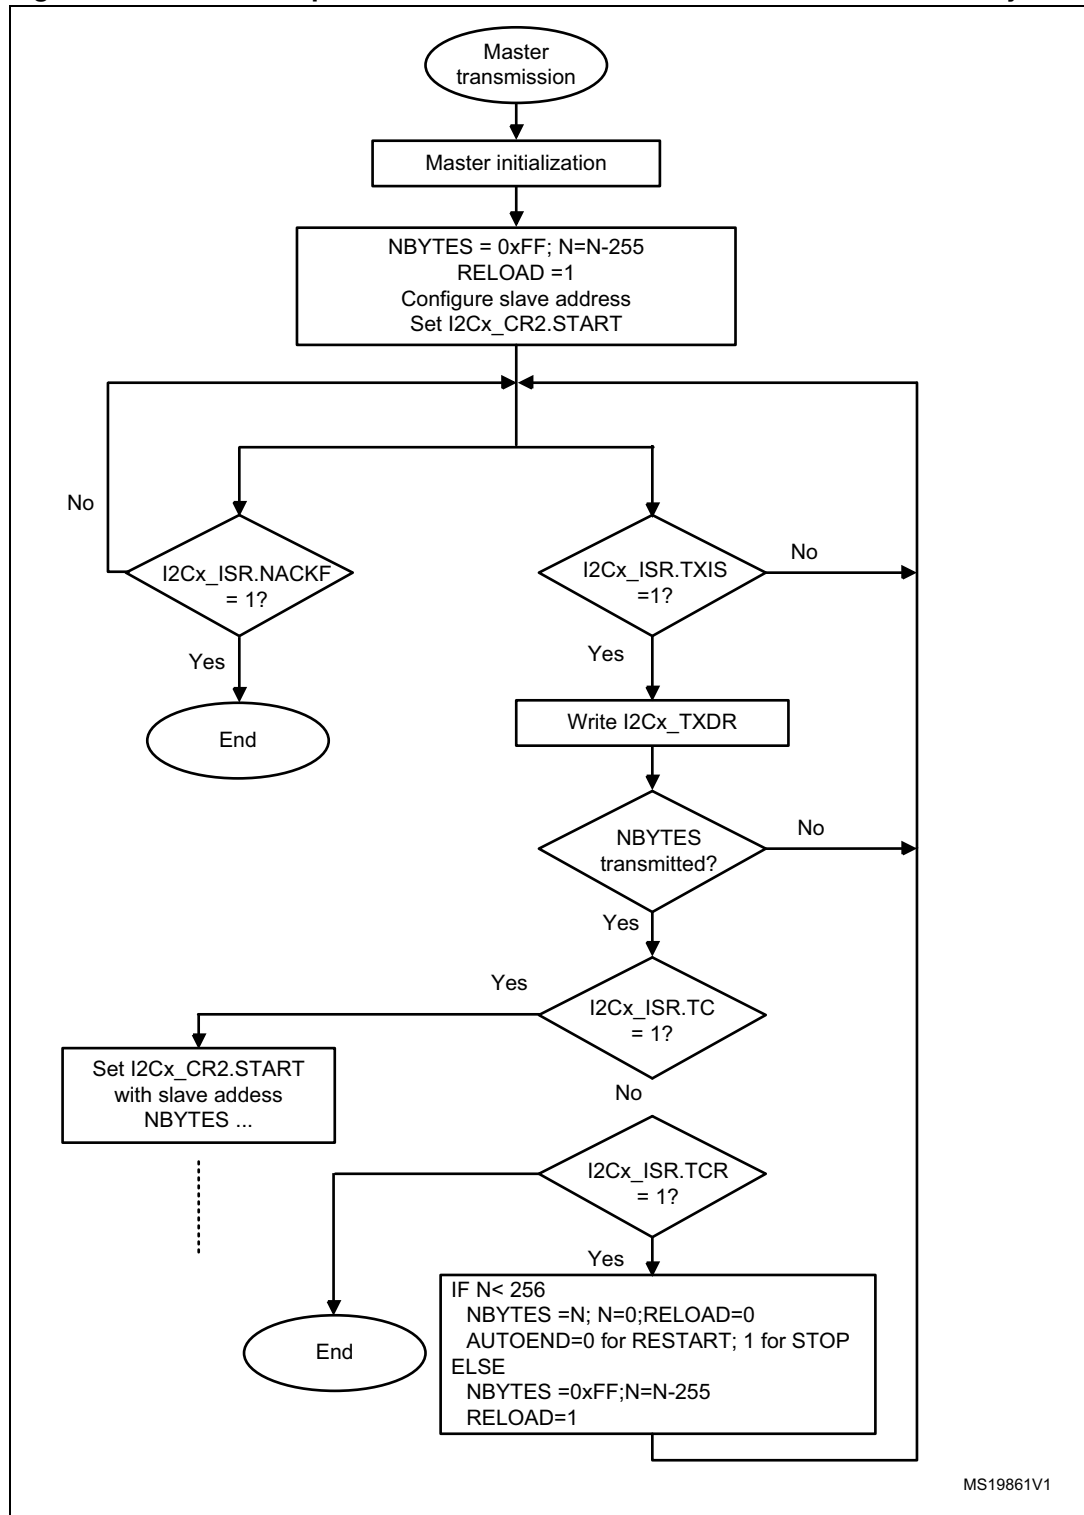 Master
transmission
Master initialization
NBYTES = 0xFF; N=N-255
RELOAD =1
Configure slave address
Set I2Cx_CR2.START
No
I2Cx_ISR.NACKF
= 1?
Yes
End
I2Cx_ISR.TXIS
=1?
No
Yes
Write I2Cx_TXDR
NBYTES
transmitted?
No
Yes
I2Cx_ISR.TC
= 1?
Yes
Set I2Cx_CR2.START
with slave addess
NBYTES ...
No
I2Cx_ISR.TCR
= 1?
Yes
End
IF N< 256
NBYTES =N; N=0;RELOAD=0
AUTOEND=0 for RESTART; 1 for STOP
ELSE
NBYTES =0xFF;N=N-255
RELOAD=1
MS19861V1